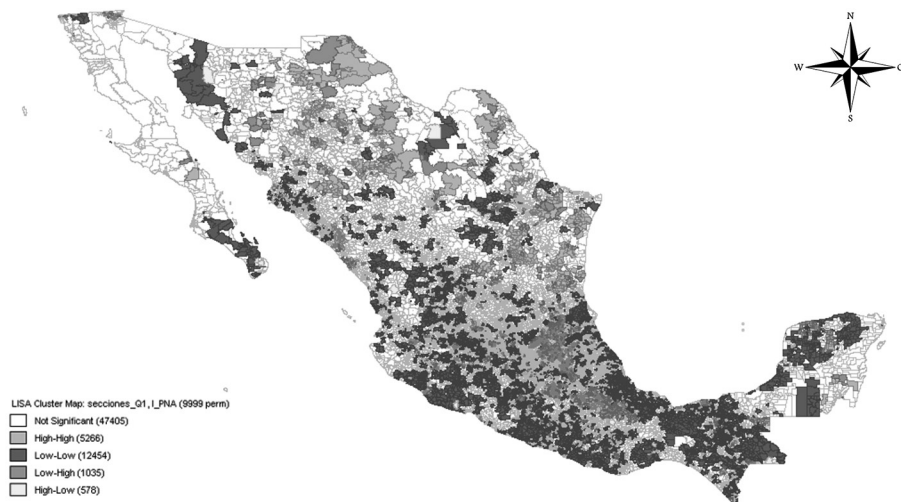 N
W
O
S
LISA Cluster Map: secciones_Q1, I_PNA (9999 perm)
Not Significant (47405)
High-High (5266)
Low-Low (12454)
Low-High (1035)
High-Low (578)